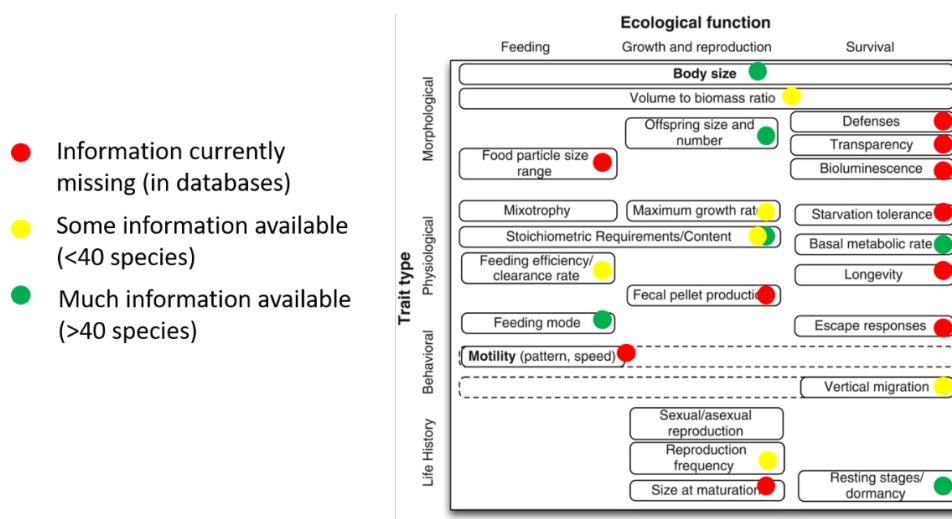 Information currently
missing (in databases)
Some information available
(<40 species)
Much information available
(>40 species)
Ecological function
Feeding
Growth and reproduction
Survival
Trait type
Morphological
Body size
Volume to biomass ratio
Offspring size and
number
Defenses
Transparency
Food particle size
range
Bioluminescence
Physiological
Mixotrophy
Maximum growth rate
Starvation tolerance
Stoichiometric Requirements/Content
Basal metabolic rate
Feeding efficiency/
clearance rate
Longevity
Fecal pellet production
Behavioral
Feeding mode
Escape responses
Motility (pattern, speed)
Vertical migration
Life History
Sexual/asexual
reproduction
Reproduction
frequency
Size at maturation
Resting stages/
dormancy